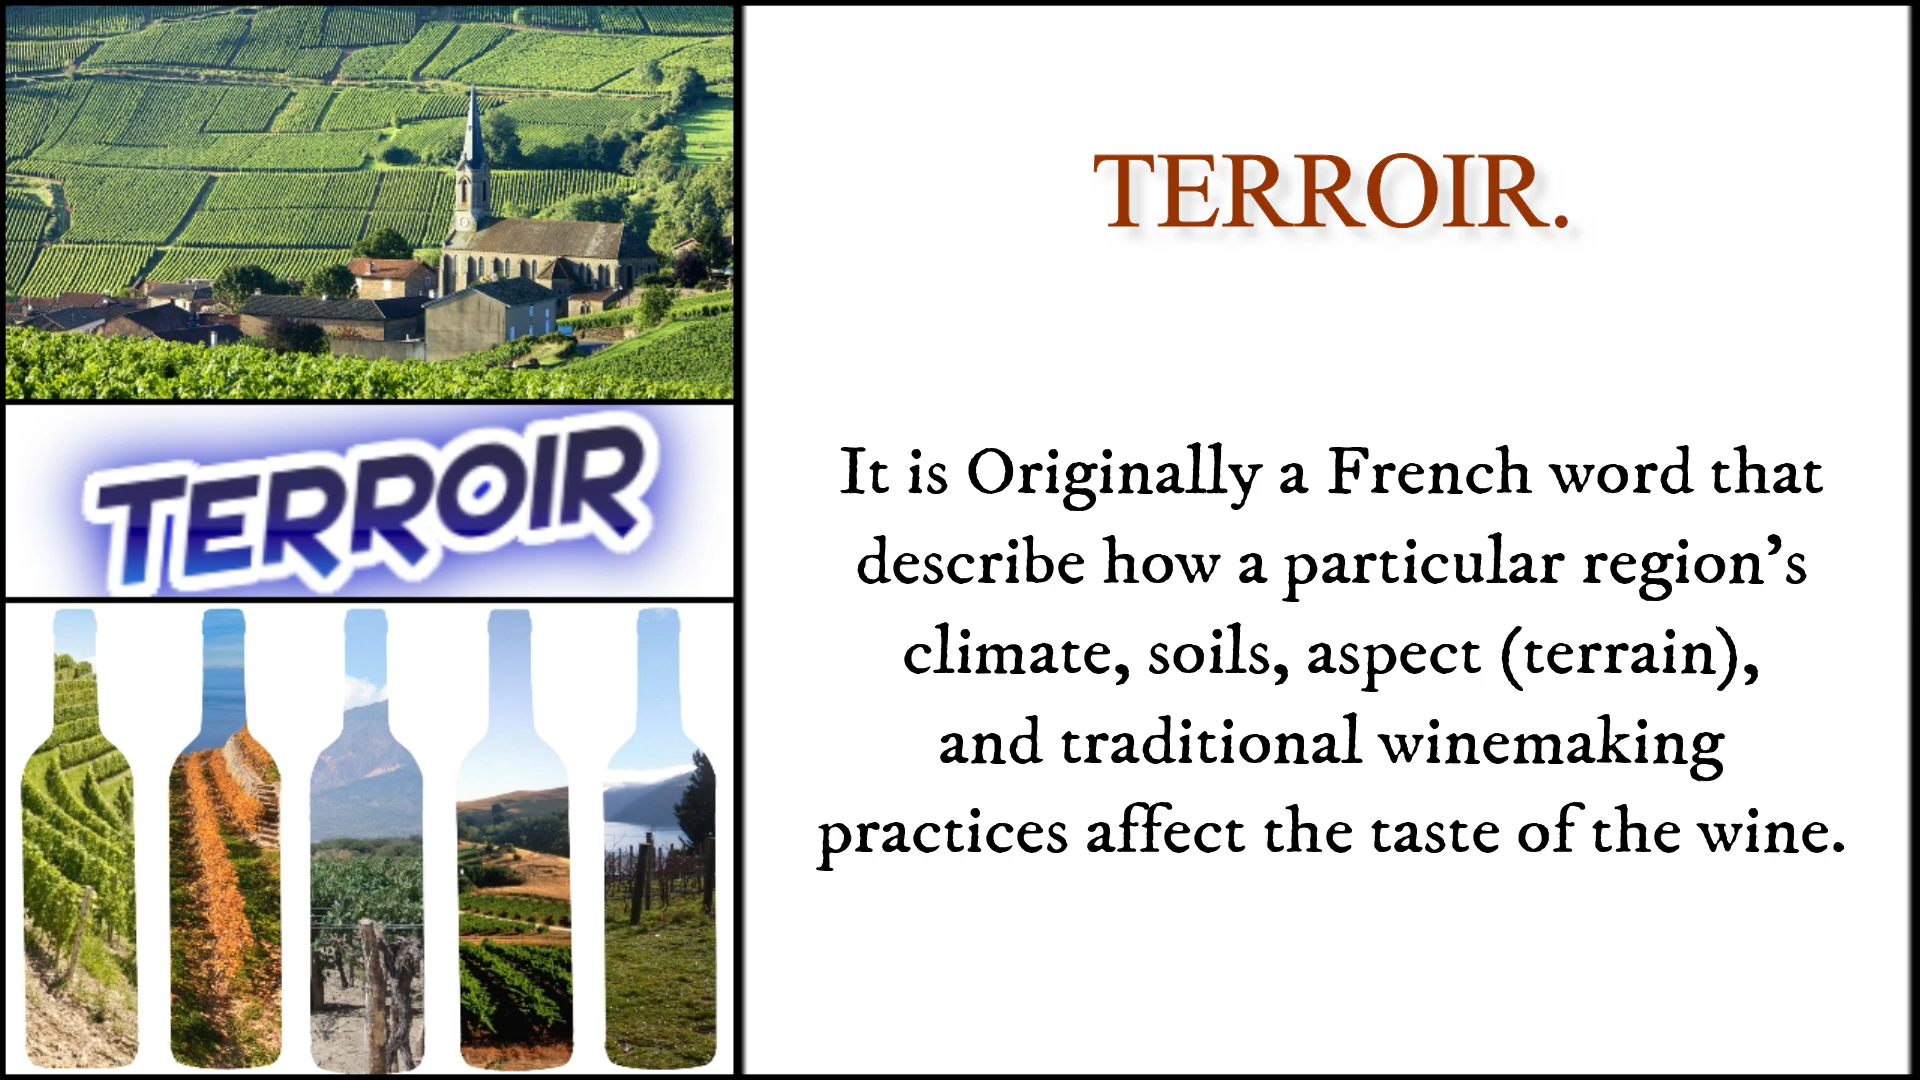 TERROIR.
TERROIR
It is Originally a French word that
describe how a particular region's
climate, soils, aspect (terrain),
and traditional winemaking
practices affect the taste of the wine.